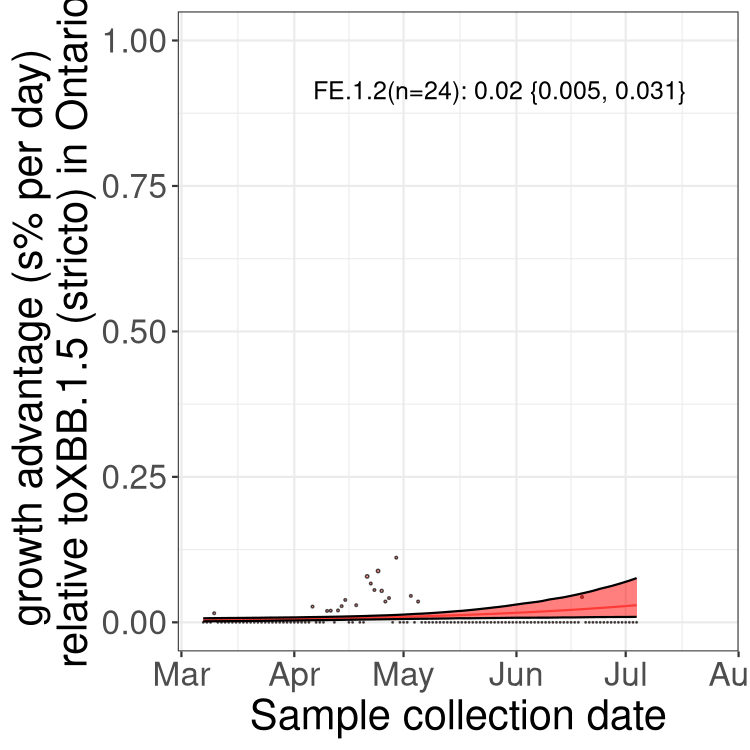 growth advantage (s% per day)
relative toXBB.1.5 (stricto) in Ontario
1.00
0.75
0.50
0.25
0.00
FE.1.2(n=24): 0.02 {0.005, 0.031}
Mar Apr May Jun Jul Au
Sample collection date